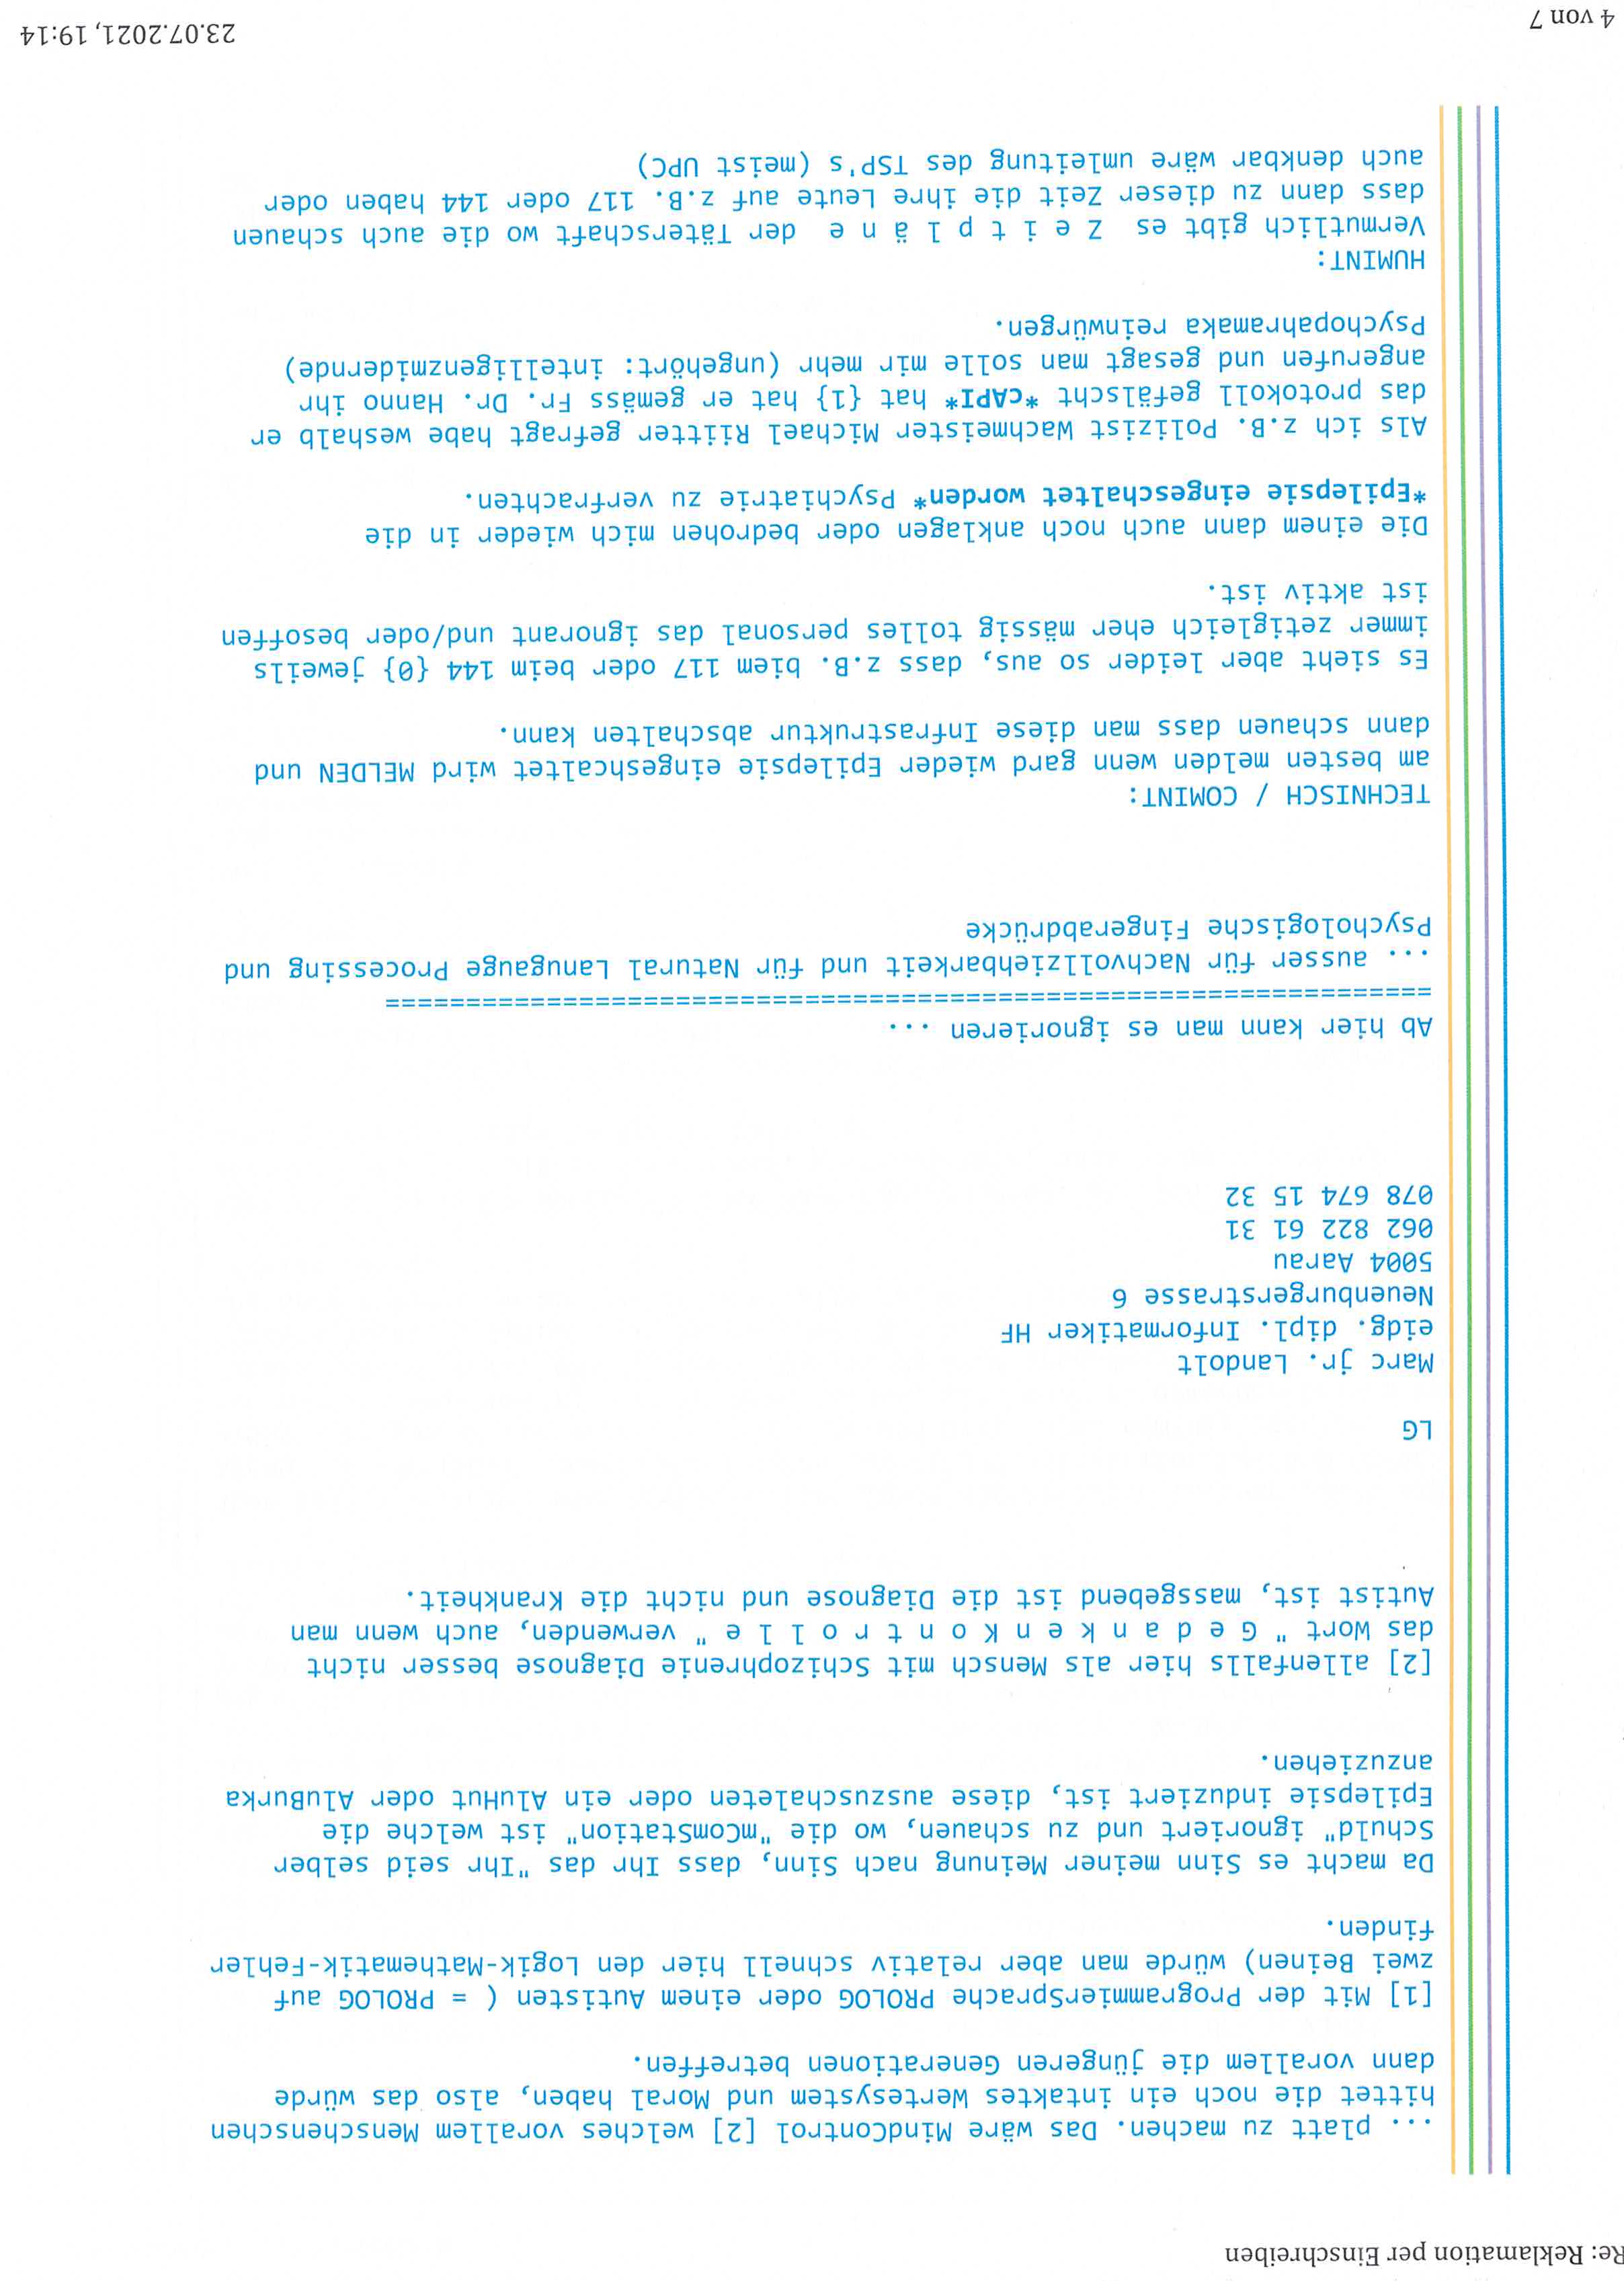 Re: Reklamation per Einschreiben
... platt zu machen. Das wäre MindControl [2] welches vorallem Menschenschen
hittet die noch ein intaktes Wertesystem und Moral haben, also das würde
dann vorallem die jüngeren Generationen betreffen.
[1] Mit der ProgrammierSprache PROLOG oder einem Autisten ( = PROLOG auf
zwei Beinen) würde man aber relativ schnell hier den Logik-Mathematik-Fehler
finden.
Da macht es Sinn meiner Meinung nach Sinn, dass Ihr das "Ihr seid selber
Schuld" ignoriert und zu schauen, wo die "mComStation" ist welche die
Epilepsie induziert ist, diese auszuschaleten oder ein AluHut oder AluBurka
anzuziehen.
[2] allenfalls hier als Mensch mit Schizophrenie Diagnose besser nicht
das Wort " G e d a n k e n K o n t r o l l e " verwenden, auch wenn man
Autist ist, massgebend ist die Diagnose und nicht die Krankheit.
LG
Marc jr. Landolt
eidg. dipl. Informatiker HF
Neuenburgerstrasse 6
5004 Aarau
062 822 61 31
078 674 15 32
Ab hier kann man es ignorieren ...
=================================================================
... ausser für Nachvollziehbarkeit und für Natural Lanugauge Processing und
Psychologische Fingerabdrücke
TECHNISCH / COMINT:
am besten melden wenn gard wieder Epilepsie eingeshcaltet wird MELDEN und
dann schauen dass man diese Infrastruktur abschalten kann.
Es sieht aber leider so aus, dass z.B. biem 117 oder beim 144 {0} jeweils
immer zetigleich eher mässig tolles personal das ignorant und/oder besoffen
ist aktiv ist.
Die einem dann auch noch anklagen oder bedrohen mich wieder in die
*Epilepsie eingeschaltet worden* Psychiatrie zu verfrachten.
Als ich z.B. Polizist Wachmeister Michael Riitter gefragt habe weshalb er
das protokoll gefälscht *cAPI* hat {1} hat er gemäss Fr. Dr. Hanno ihr
angerufen und gesagt man solle mir mehr (ungehört: intelligenzmidernde)
Psychopahramaka reinwürgen.
HUMINT:
Vermutlich gibt es Z e i t p l ä n e der Täterschaft wo die auch schauen
dass dann zu dieser Zeit die ihre Leute auf z.B. 117 oder 144 haben oder
auch denkbar wäre umleitung des TSP's (meist UPC)
4 von 7
23.07.2021, 19:14